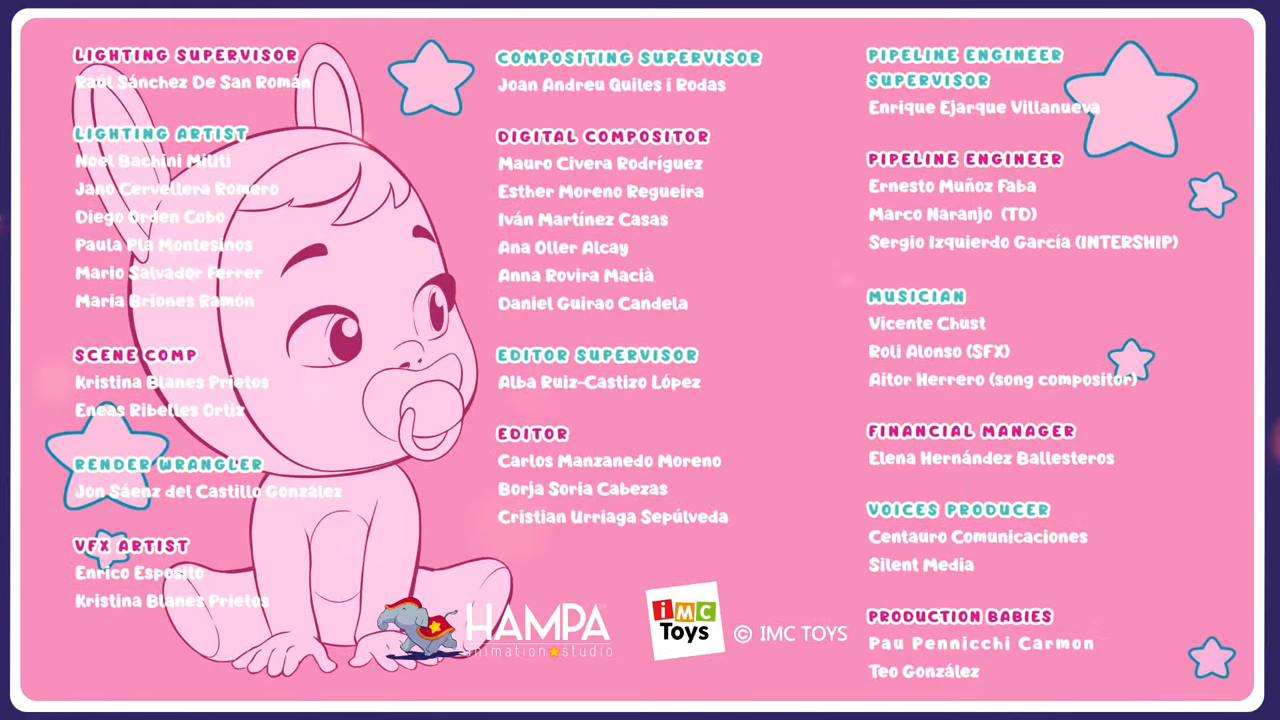 LIGHTING SUPERVISOR
Raúl Sánchez De San Román
LIGHTING ARTIST
Noel Bachini Mililli
Jano Cervellera Romero
Diego Orden Cobo
Paula Pla Montesinos
Mario Salvador Ferrer
Maria Briones Ramón
SCENE COMP
Kristina Blanes Prietos
Eneas Ribelles Ortiz
RENDER WRANGLER
Jon Sáenz del Castillo González
VFX ARTIST
Enrico Esposito
Kristina Blanes Prietos
COMPOSITING SUPERVISOR
Joan Andreu Quiles i Rodas
DIGITAL COMPOSITOR
Mauro Civera Rodríguez
Esther Moreno Regueira
Iván Martínez Casas
Ana Oller Alcay
Anna Rovira Macià
Daniel Guirao Candela
EDITOR SUPERVISOR
Alba Ruiz-Castizo López
EDITOR
Carlos Manzanedo Moreno
Borja Soria Cabezas
Cristian Urriaga Sepúlveda
HAMPA
animation studio
iMC
Toys
© IMC TOYS
PIPELINE ENGINEER
SUPERVISOR
Enrique Ejarque Villanueva
PIPELINE ENGINEER
Ernesto Muñoz Faba
Marco Naranjo (TD)
Sergio Izquierdo García (INTERSHIP)
MUSICIAN
Vicente Chust
Roli Alonso (SFX)
Aitor Herrero (song compositor)
FINANCIAL MANAGER
Elena Hernández Ballesteros
VOICES PRODUCER
Centauro Comunicaciones
Silent Media
PRODUCTION BABIES
Pau Pennicchi Carmon
Teo González